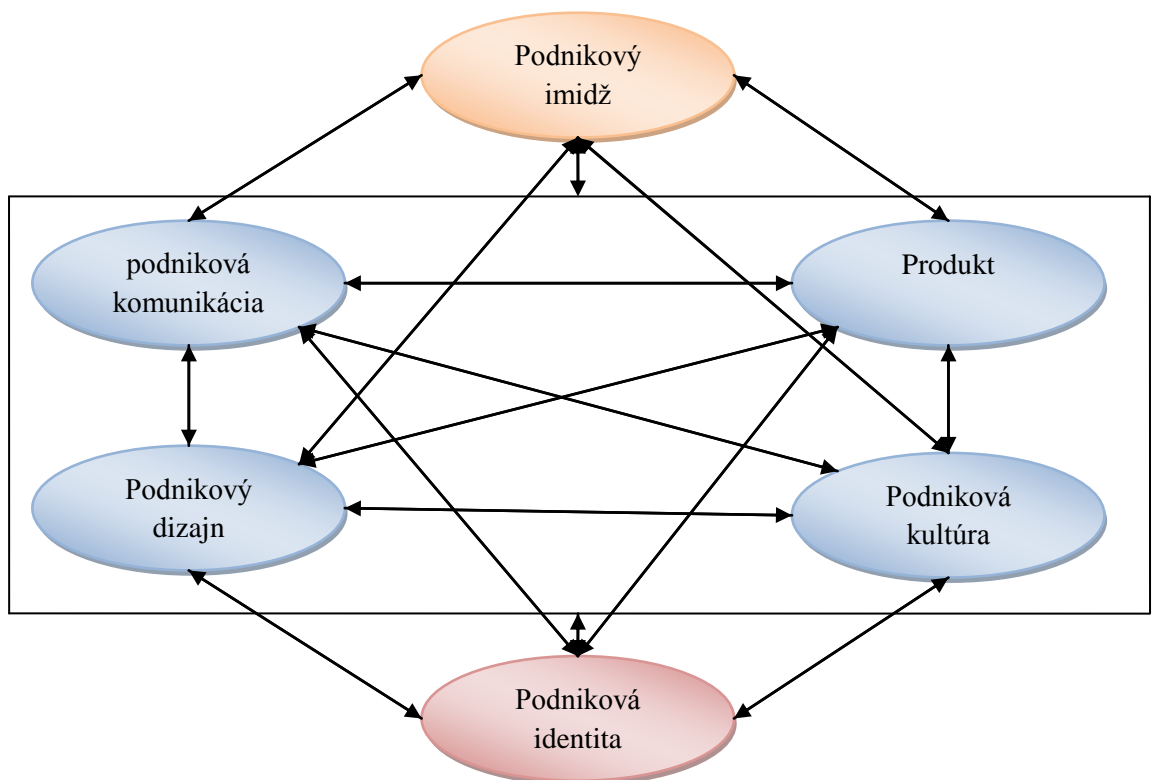 Podnikový
imidž
podniková
komunikácia
Produkt
Podnikový
dizajn
Podniková
kultúra
Podniková
identita